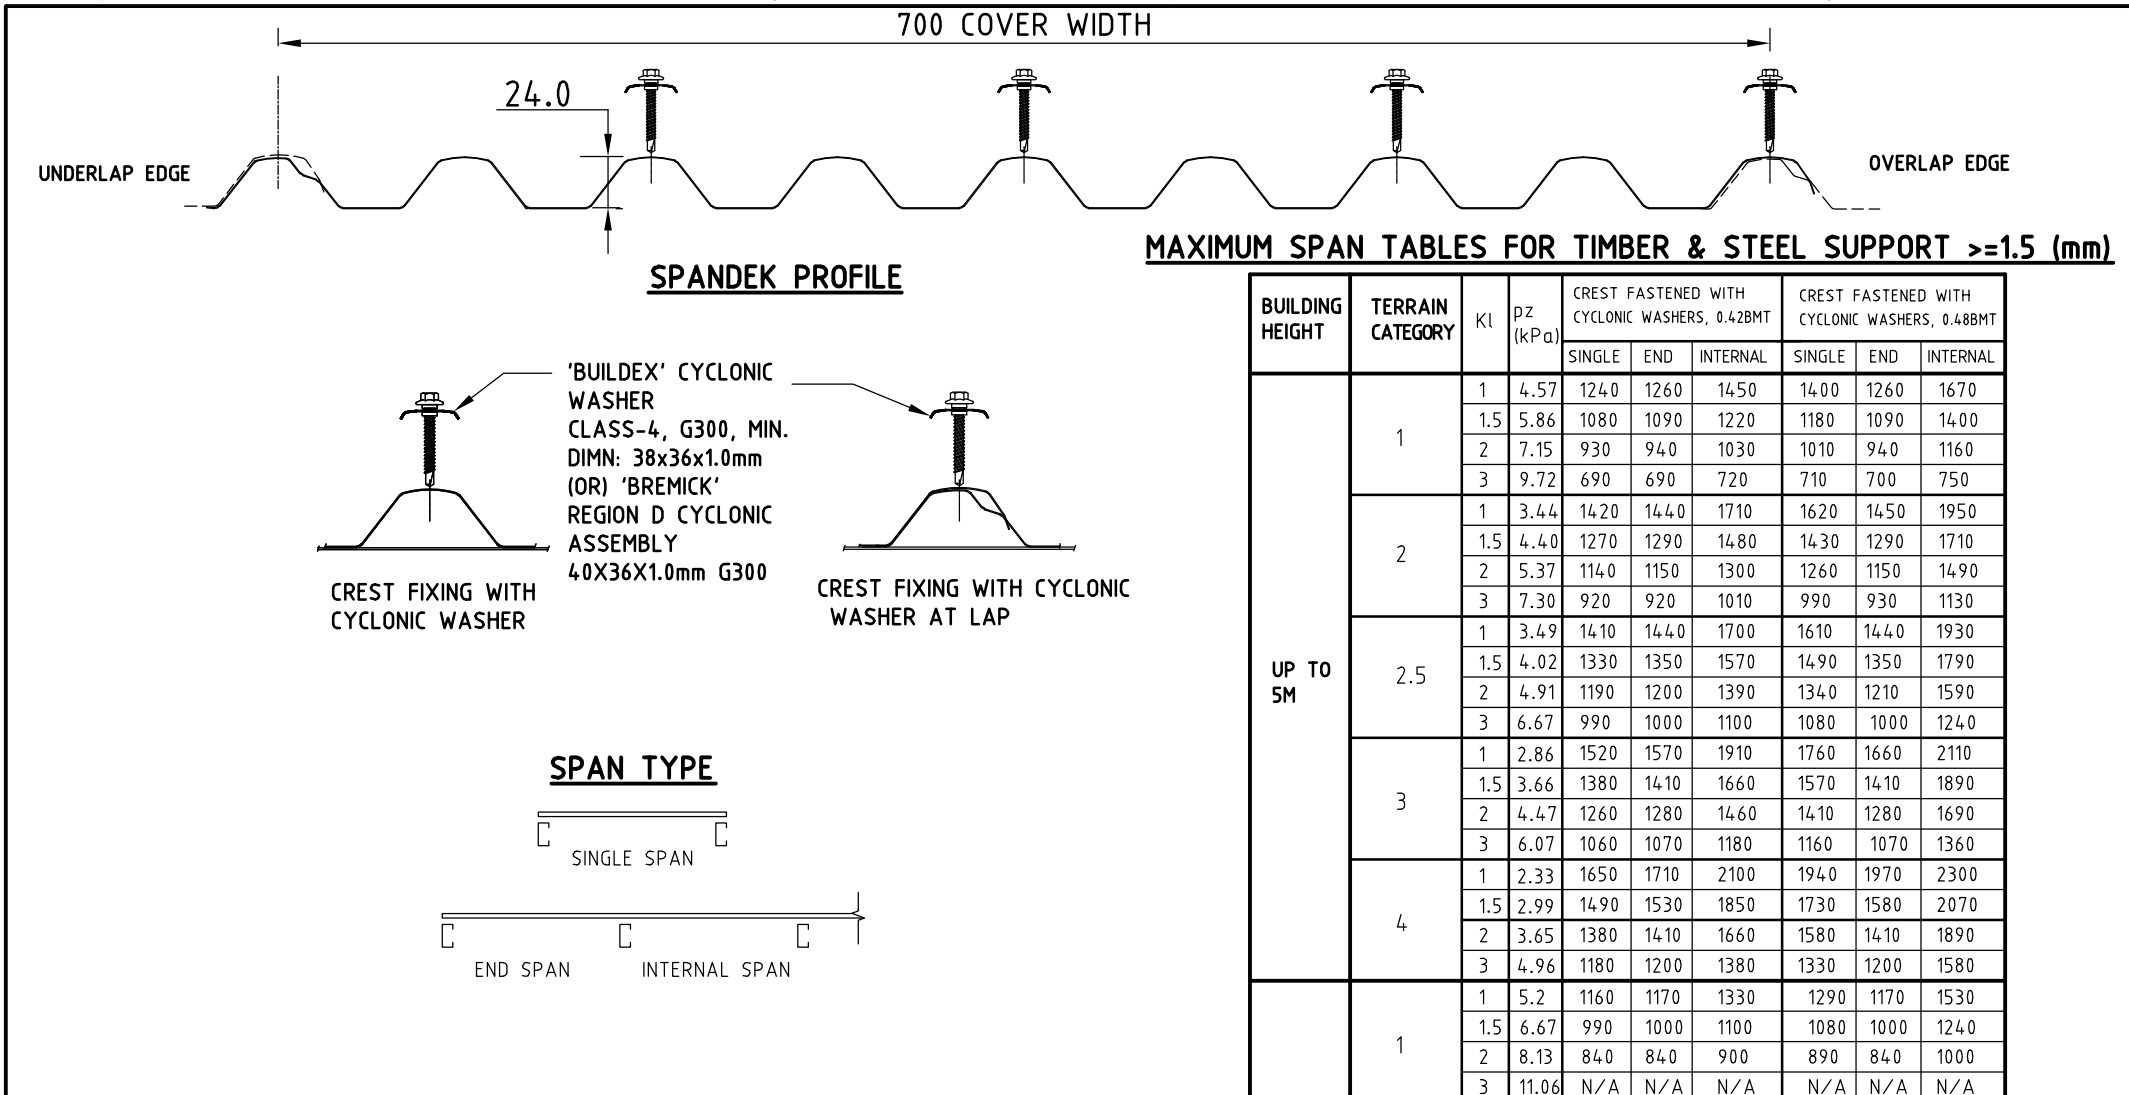 700 COVER WIDTH
24.0
UNDERLAP EDGE
OVERLAP EDGE
SPANDEK PROFILE
'BUILDEX' CYCLONIC
WASHER
CLASS-4, G300, MIN.
DIMN: 38x36x1.0mm
(OR) 'BREMICK'
REGION D CYCLONIC
ASSEMBLY
40X36X1.0mm G300
CREST FIXING WITH
CYCLONIC WASHER
CREST FIXING WITH CYCLONIC
WASHER AT LAP
SPAN TYPE
SINGLE SPAN
END SPAN INTERNAL SPAN
MAXIMUM SPAN TABLES FOR TIMBER & STEEL SUPPORT >=1.5 (mm)
BUILDING
HEIGHT
TERRAIN
CATEGORY
Kl
pz
(kPa)
CREST FASTENED WITH
CYCLONIC WASHERS, 0.42BMT
CREST FASTENED WITH
CYCLONIC WASHERS, 0.48BMT
SINGLE END INTERNAL SINGLE END INTERNAL
UP TO
5M
1
1 4.57 1240 1260 1450 1400 1260 1670
1.5 5.86 1080 1090 1220 1180 1090 1400
2 7.15 930 940 1030 1010 940 1160
3 9.72 690 690 720 710 700 750
2
1 3.44 1420 1440 1710 1620 1450 1950
1.5 4.40 1270 1290 1480 1430 1290 1710
2 5.37 1140 1150 1300 1260 1150 1490
3 7.30 920 920 1010 990 930 1130
2.5
1 3.49 1410 1440 1700 1610 1440 1930
1.5 4.02 1330 1350 1570 1490 1350 1790
2 4.91 1190 1200 1390 1340 1210 1590
3 6.67 990 1000 1100 1080 1000 1240
3
1 2.86 1520 1570 1910 1760 1660 2110
1.5 3.66 1380 1410 1660 1570 1410 1890
2 4.47 1260 1280 1460 1410 1280 1690
3 6.07 1060 1070 1180 1160 1070 1360
4
1 2.33 1650 1710 2100 1940 1970 2300
1.5 2.99 1490 1530 1850 1730 1580 2070
2 3.65 1380 1410 1660 1580 1410 1890
3 4.96 1180 1200 1380 1330 1200 1580
1
1 5.2 1160 1170 1330 1290 1170 1530
1.5 6.67 990 1000 1100 1080 1000 1240
2 8.13 840 840 900 890 840 1000
3 11.06 N/A N/A N/A N/A N/A N/A